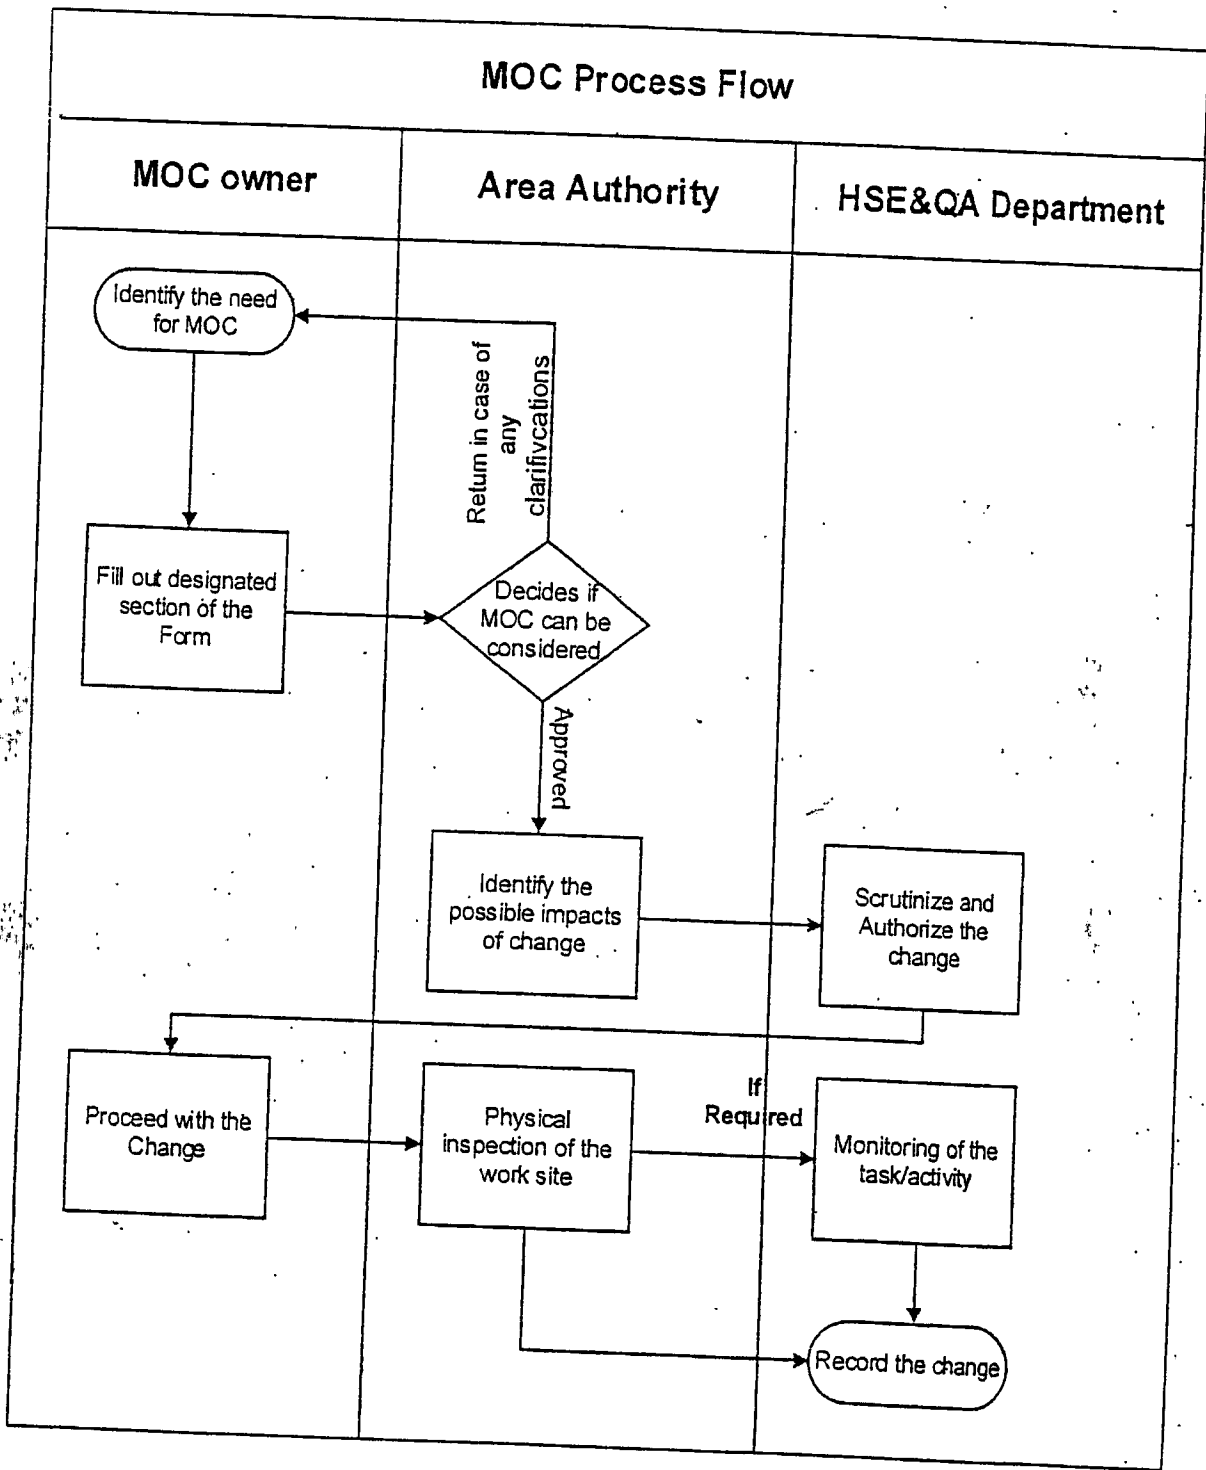 MOC Process Flow
MOC owner
Area Authority
HSE&QA Department
Identify the need
for MOC
Return in case of
any
clarifivcations
Fill out designated
section of the
Form
Decides if
MOC can be
considered
Approved
Identify the
possible impacts
of change
Scrutinize and
Authorize the
change
Proceed with the
Change
Physical
inspection of the
work site
If
Required
Monitoring of the
task/activity
Record the change